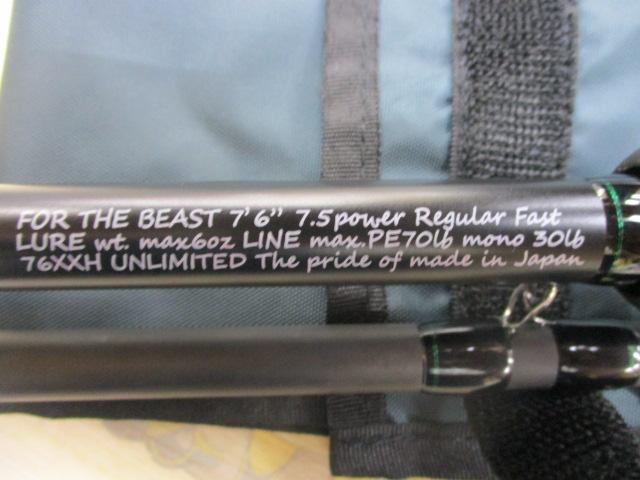 FOR THE BEAST 7'6" 7.5power Regular Fast
LURE wt. max6oz LINE max.PE70lb mono 30lb
76XXH UNLIMITED The pride of made in Japan